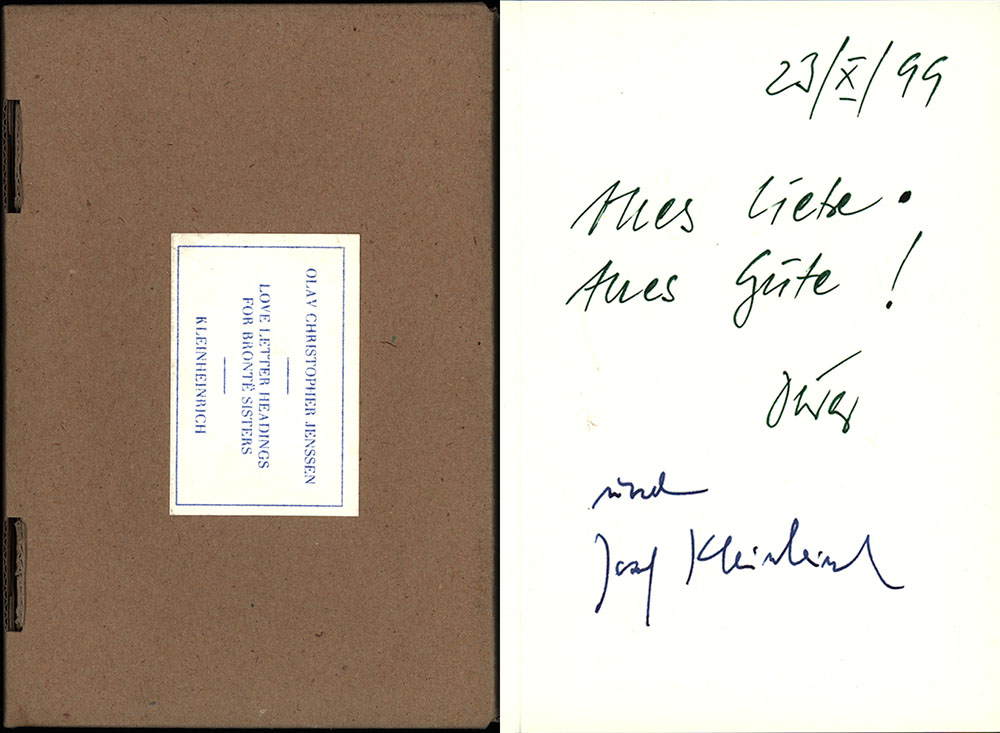 OLAV CHRISTOPHER JENSSEN
LOVE LETTER HEADINGS
FOR BRONTË SISTERS
KLEINHEINRICH
23/X/99
Alles Liebe.
Alles Gute !
Olav
und
Josef Kleinheinrich